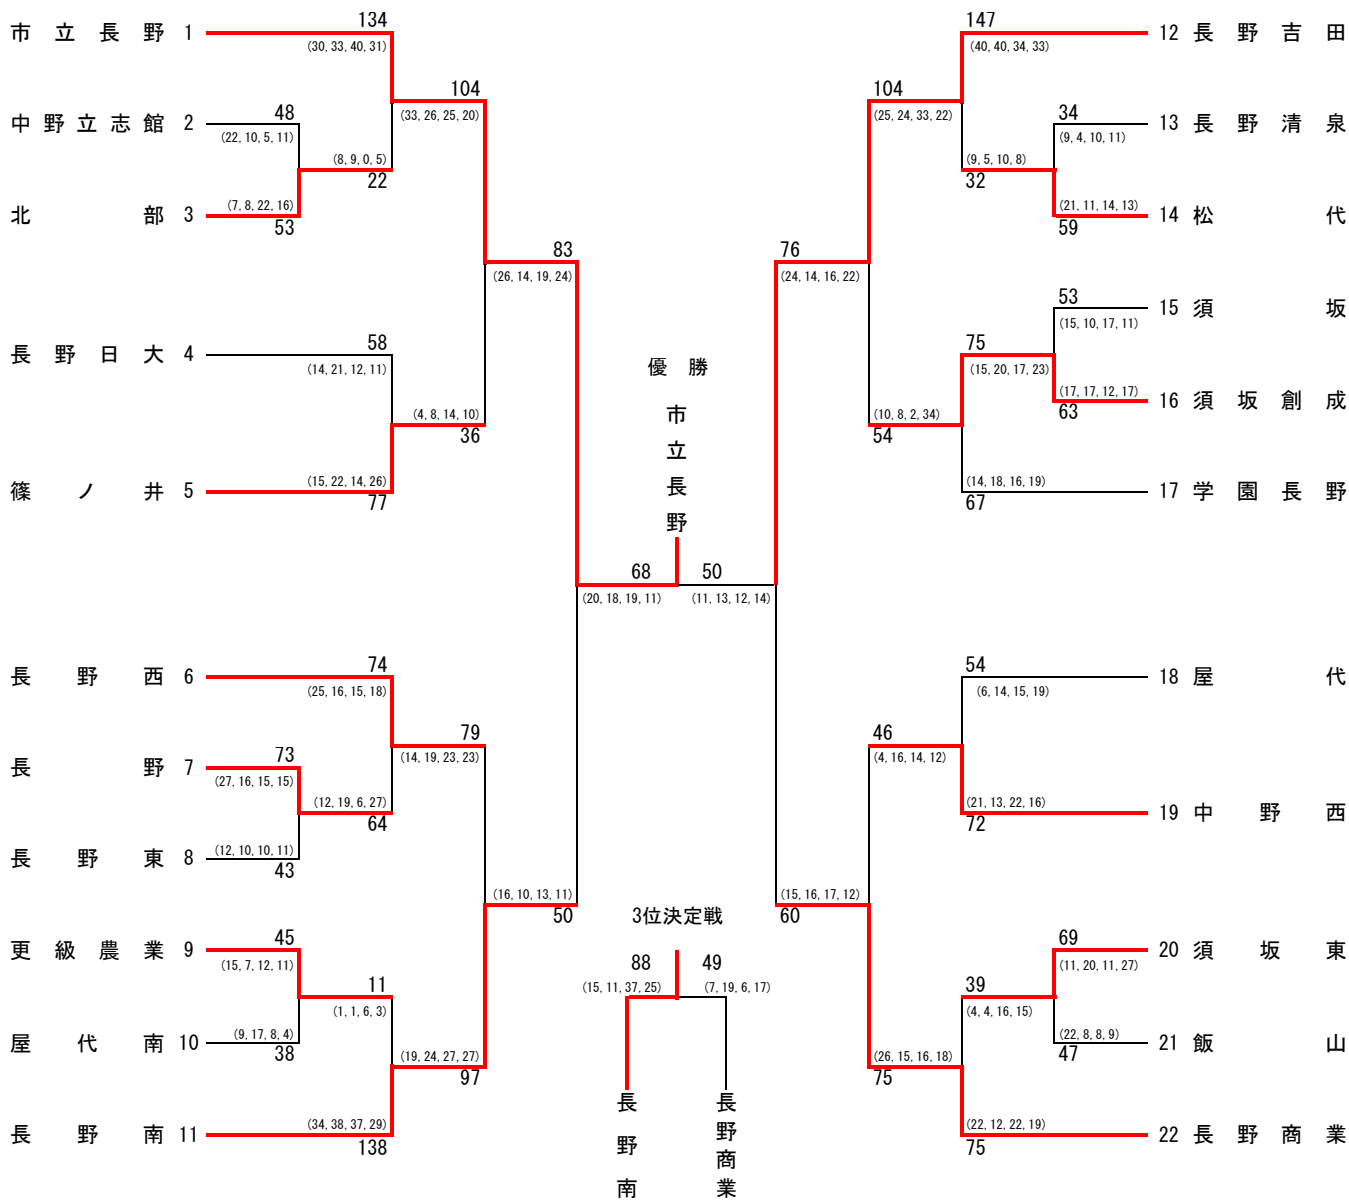 134
市立長野 1
(30, 33, 40, 31)
104
(33, 26, 25, 20)
48
中野立志館 2
(22, 10, 5, 11)
(8, 9, 0, 5)
22
(7, 8, 22, 16)
北部 3
53
83
(26, 14, 19, 24)
58
長野日大 4
(14, 21, 12, 11)
(4, 8, 14, 10)
36
(15, 22, 14, 26)
篠ノ井 5
77
74
長野西 6
(25, 16, 15, 18)
79
(14, 19, 23, 23)
73
長野 7
(27, 16, 15, 15)
(12, 19, 6, 27)
64
(12, 10, 10, 11)
長野東 8
43
(16, 10, 13, 11)
50
45
更級農業 9
(15, 7, 12, 11)
11
(1, 1, 6, 3)
(9, 17, 8, 4)
屋代南 10
38
(19, 24, 27, 27)
97
(34, 38, 37, 29)
長野南 11
138
優勝
市立長野
68
(20, 18, 19, 11)
50
(11, 13, 12, 14)
3位決定戦
88
(15, 11, 37, 25)
49
(7, 19, 6, 17)
長野南
長野商業
147
12 長野吉田
(40, 40, 34, 33)
104
(25, 24, 33, 22)
34
13 長野清泉
(9, 4, 10, 11)
(9, 5, 10, 8)
32
(21, 11, 14, 13)
14 松代
59
76
(24, 14, 16, 22)
53
15 須坂
(15, 10, 17, 11)
75
(15, 20, 17, 23)
(17, 17, 12, 17)
16 須坂創成
63
(10, 8, 2, 34)
54
(14, 18, 16, 19)
17 学園長野
67
54
18 屋代
(6, 14, 15, 19)
46
(4, 16, 14, 12)
(21, 13, 22, 16)
19 中野西
72
(15, 16, 17, 12)
60
69
20 須坂東
(11, 20, 11, 27)
39
(4, 4, 16, 15)
(22, 8, 8, 9)
21 飯山
47
(26, 15, 16, 18)
75
(22, 12, 22, 19)
22 長野商業
75